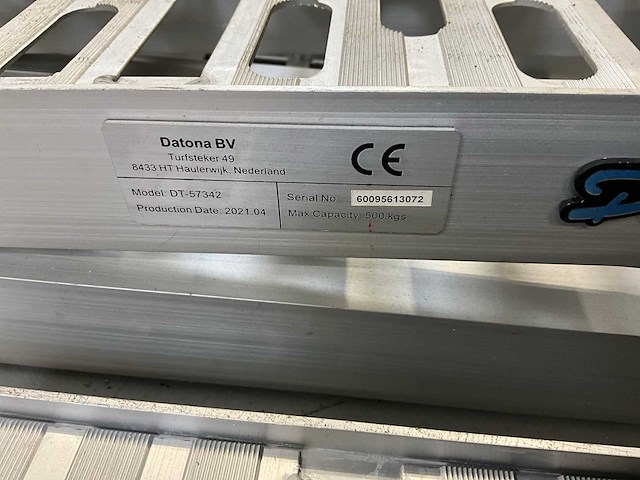 Datona BV
Turfsteker 49
8433 HT Haulerwijk, Nederland
CE
Model: DT-57342
Production Date: 2021.04
Serial No. 60095613072
Max Capacity: 500 kgs